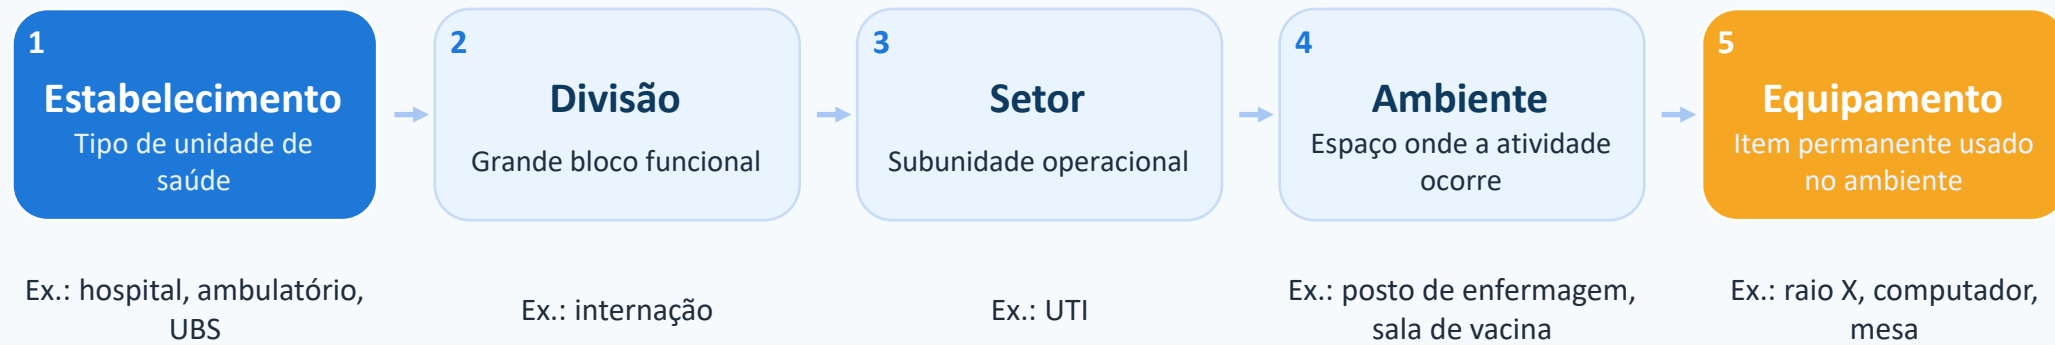 1
Estabelecimento
Tipo de unidade de
saúde
Ex.: hospital, ambulatório,
UBS
2
Divisão
Grande bloco funcional
Ex.: internação
3
Setor
Subunidade operacional
Ex.: UTI
4
Ambiente
Espaço onde a atividade
ocorre
Ex.: posto de enfermagem,
sala de vacina
5
Equipamento
Item permanente usado
no ambiente
Ex.: raio X, computador,
mesa